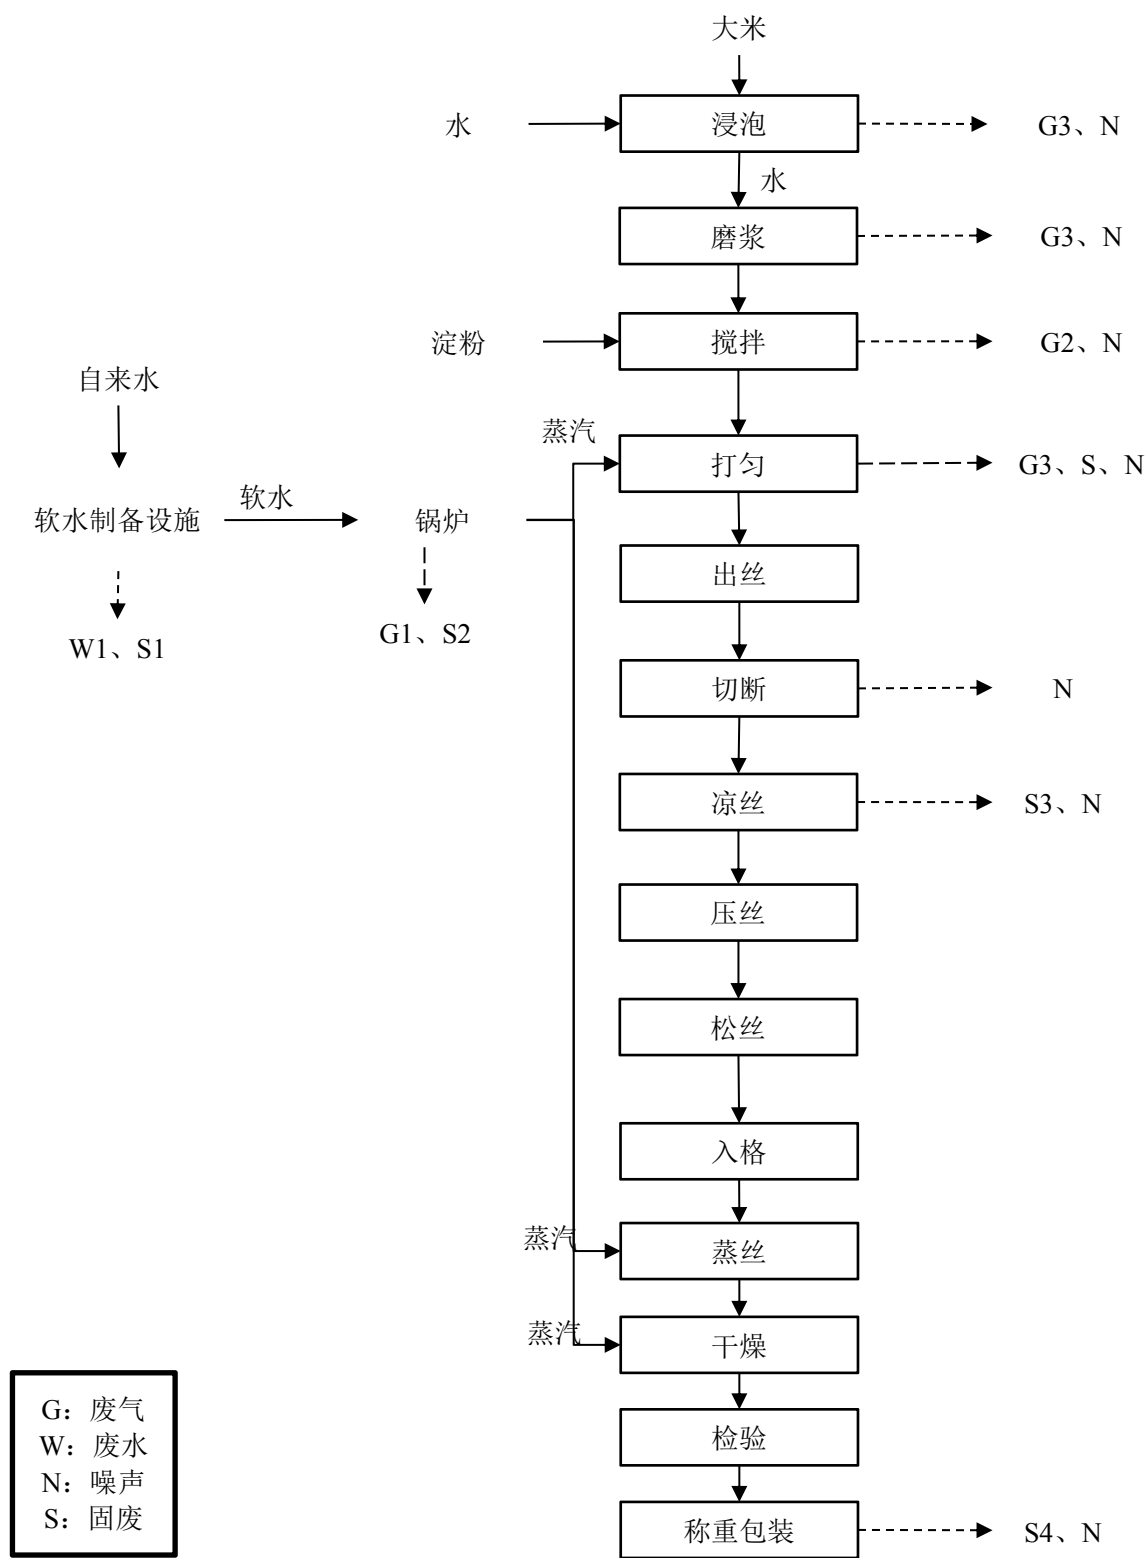 大米
水
浸泡
G3、N
水
磨浆
G3、N
淀粉
搅拌
G2、N
自来水
蒸汽
打匀
G3、S、N
软水制备设施
软水
锅炉
出丝
W1、S1
G1、S2
切断
N
凉丝
S3、N
压丝
松丝
入格
蒸汽
蒸丝
蒸汽
干燥
G：废气
W：废水
N：噪声
S：固废
检验
称重包装
S4、N